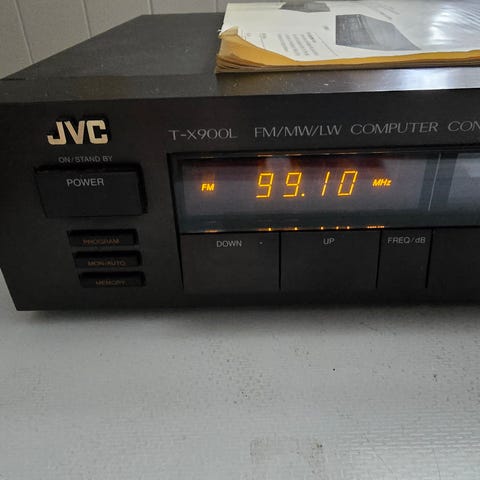 JVC
T-X900L FM/MW/LW COMPUTER CON
ON/STAND BY
POWER
FM 99.10 MHz
PROGRAM
MON/AUTO
MEMORY
DOWN
UP
FREQ/dB